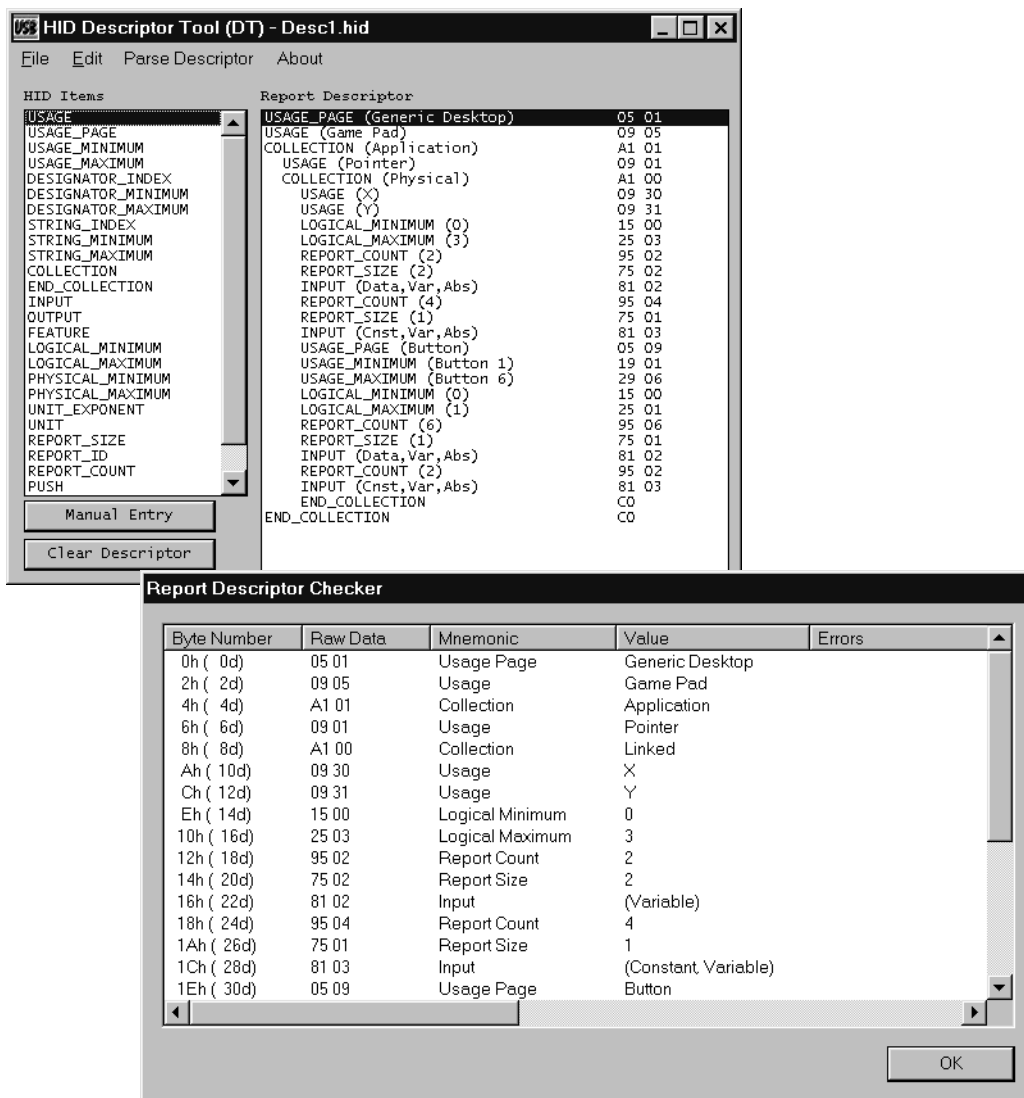 USB HID Descriptor Tool (DT) - Desc1.hid
File Edit Parse Descriptor About
HID Items
USAGE
USAGE_PAGE
USAGE_MINIMUM
USAGE_MAXIMUM
DESIGNATOR_INDEX
DESIGNATOR_MINIMUM
DESIGNATOR_MAXIMUM
STRING_INDEX
STRING_MINIMUM
STRING_MAXIMUM
COLLECTION
END_COLLECTION
INPUT
OUTPUT
FEATURE
LOGICAL_MINIMUM
LOGICAL_MAXIMUM
PHYSICAL_MINIMUM
PHYSICAL_MAXIMUM
UNIT_EXPONENT
UNIT
REPORT_SIZE
REPORT_ID
REPORT_COUNT
PUSH
Manual Entry
Clear Descriptor
Report Descriptor
USAGE_PAGE (Generic Desktop) 05 01
USAGE (Game Pad) 09 05
COLLECTION (Application) A1 01
USAGE (Pointer) 09 01
COLLECTION (Physical) A1 00
USAGE (X) 09 30
USAGE (Y) 09 31
LOGICAL_MINIMUM (0) 15 00
LOGICAL_MAXIMUM (3) 25 03
REPORT_COUNT (2) 95 02
REPORT_SIZE (2) 75 02
INPUT (Data,Var,Abs) 81 02
REPORT_COUNT (4) 95 04
REPORT_SIZE (1) 75 01
INPUT (Cnst,Var,Abs) 81 03
USAGE_PAGE (Button) 05 09
USAGE_MINIMUM (Button 1) 19 01
USAGE_MAXIMUM (Button 6) 29 06
LOGICAL_MINIMUM (0) 15 00
LOGICAL_MAXIMUM (1) 25 01
REPORT_COUNT (6) 95 06
REPORT_SIZE (1) 75 01
INPUT (Data,Var,Abs) 81 02
REPORT_COUNT (2) 95 02
INPUT (Cnst,Var,Abs) 81 03
END_COLLECTION C0
END_COLLECTION C0
Report Descriptor Checker
Byte Number Raw Data Mnemonic Value Errors
0h ( 0d) 05 01 Usage Page Generic Desktop
2h ( 2d) 09 05 Usage Game Pad
4h ( 4d) A1 01 Collection Application
6h ( 6d) 09 01 Usage Pointer
8h ( 8d) A1 00 Collection Linked
Ah ( 10d) 09 30 Usage X
Ch ( 12d) 09 31 Usage Y
Eh ( 14d) 15 00 Logical Minimum 0
10h ( 16d) 25 03 Logical Maximum 3
12h ( 18d) 95 02 Report Count 2
14h ( 20d) 75 02 Report Size 2
16h ( 22d) 81 02 Input (Variable)
18h ( 24d) 95 04 Report Count 4
1Ah ( 26d) 75 01 Report Size 1
1Ch ( 28d) 81 03 Input (Constant, Variable)
1Eh ( 30d) 05 09 Usage Page Button
OK